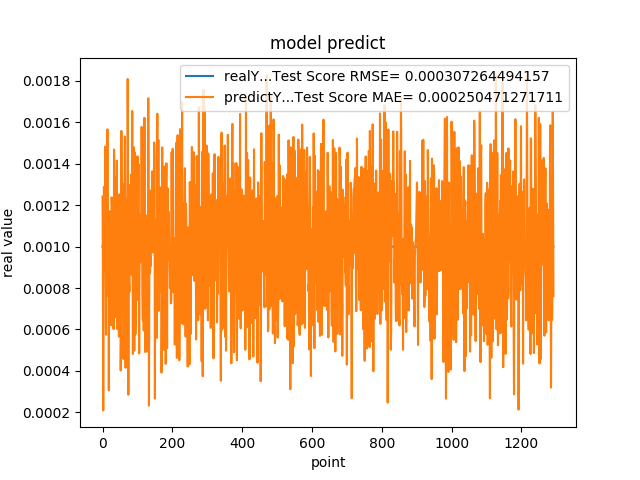 model predict
realY...Test Score RMSE= 0.000307264494157
predictY...Test Score MAE= 0.000250471271711
0.0018
0.0016
0.0014
0.0012
0.0010
0.0008
0.0006
0.0004
0.0002
real value
0 200 400 600 800 1000 1200
point